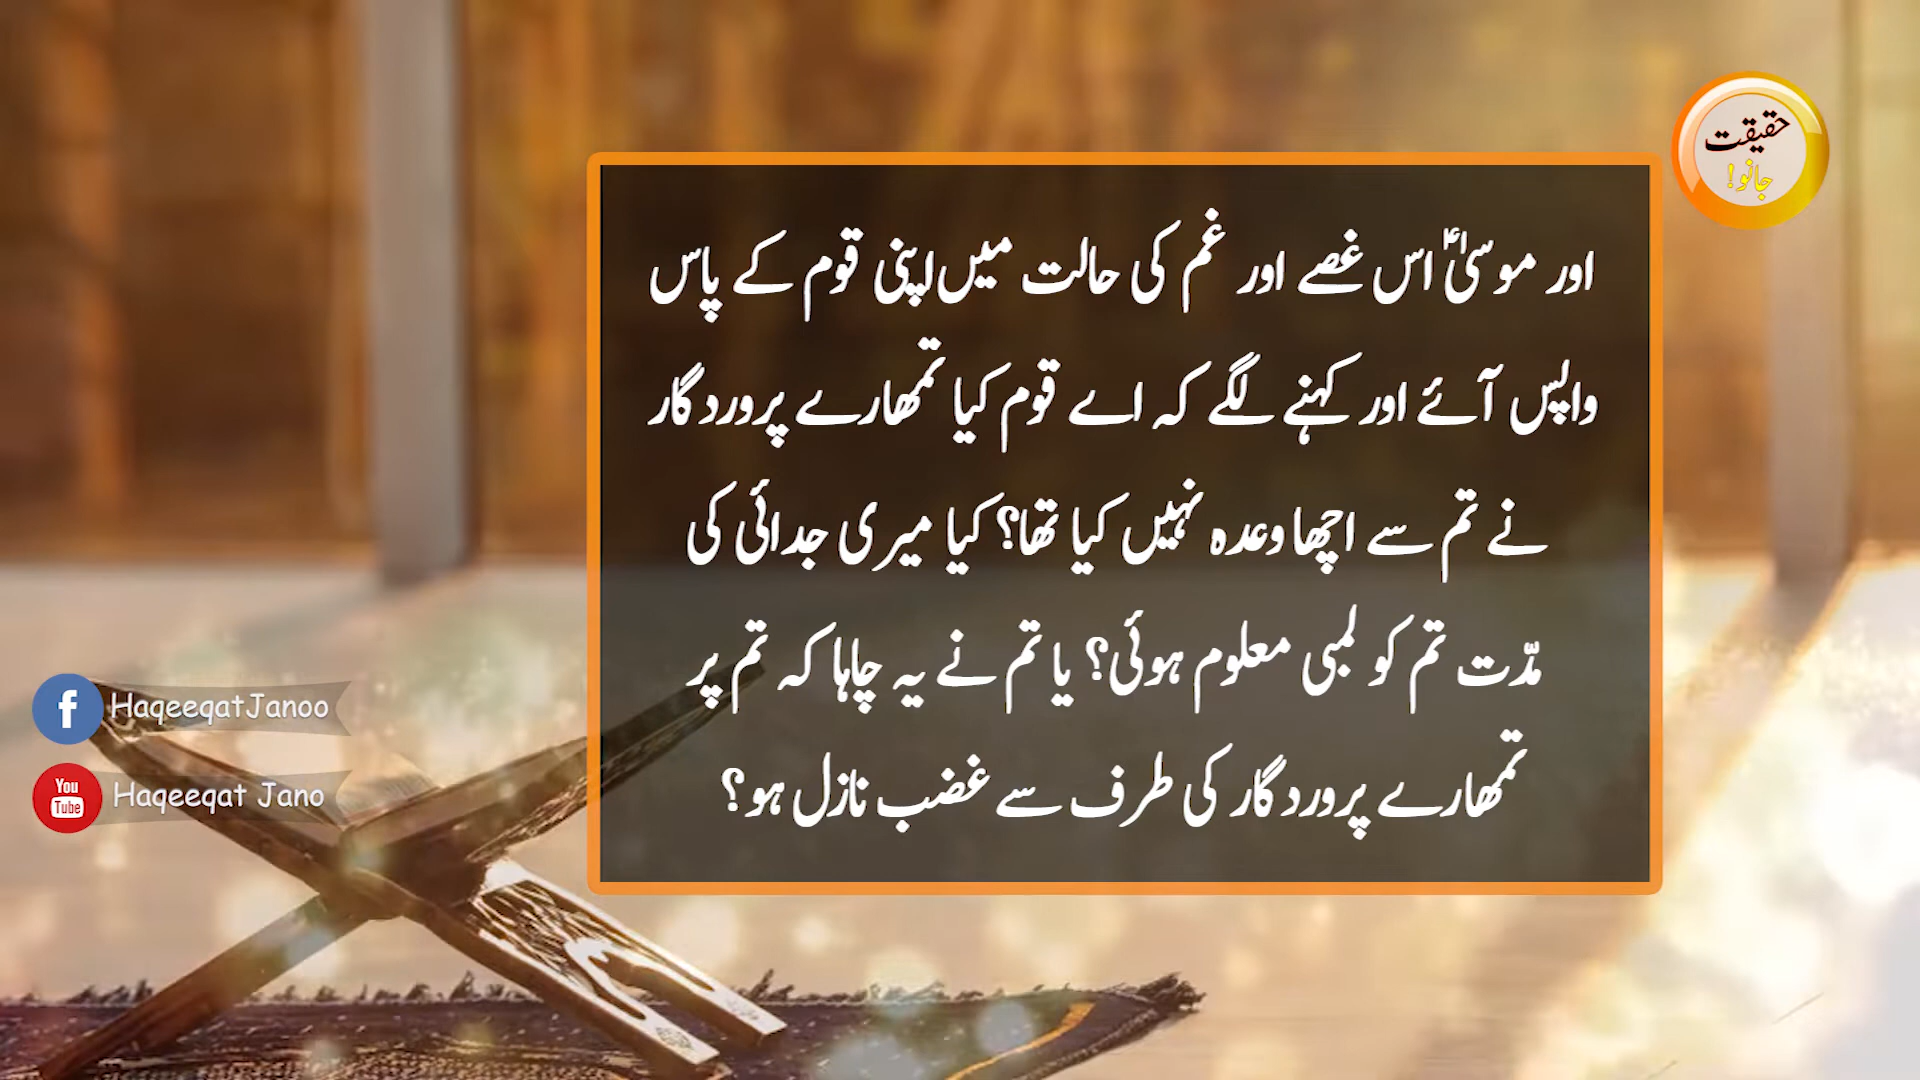 حقیقت
جانو!
اور موسیٰؑ اس غصے اور غم کی حالت میں اپنی قوم کے پاس
واپس آئے اور کہنے لگے کہ اے قوم کیا تمھارے پروردگار
نے تم سے اچھا وعدہ نہیں کیا تھا؟ کیا میری جدائی کی
مدّت تم کو لمبی معلوم ہوئی؟ یا تم نے یہ چاہا کہ تم پر
تمھارے پروردگار کی طرف سے غضب نازل ہو؟
f HaqeeqatJanoo
You
Tube Haqeeqat Jano